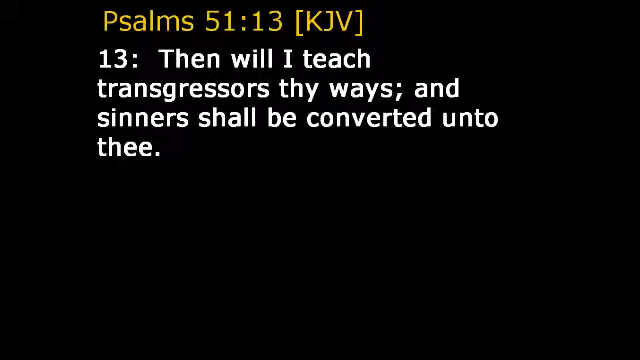 Psalms 51:13 [KJV]
13:  Then will I teach
transgressors thy ways; and
sinners shall be converted unto
thee.